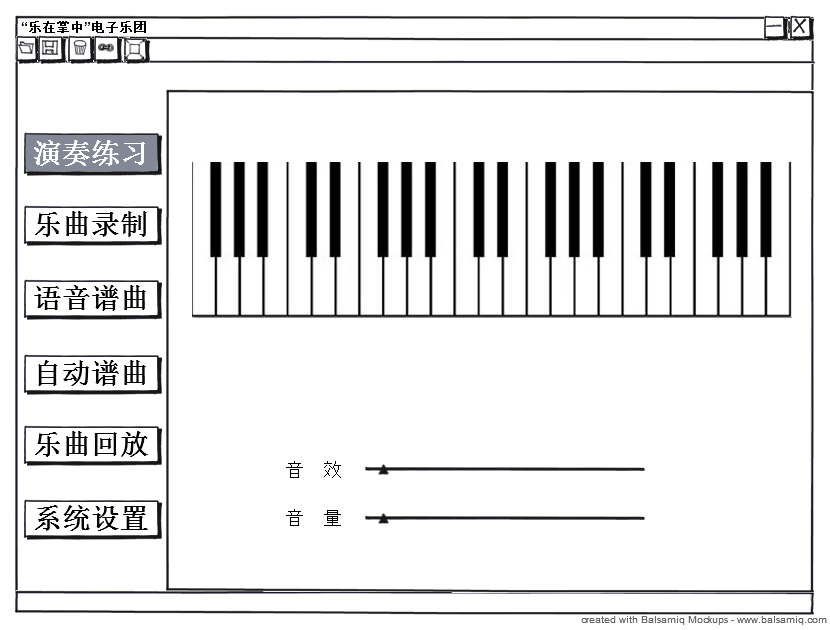 “乐在掌中”电子乐团
演奏练习
乐曲录制
语音谱曲
自动谱曲
乐曲回放
系统设置
音 效
音 量
created with Balsamiq Mockups - www.balsamiq.com